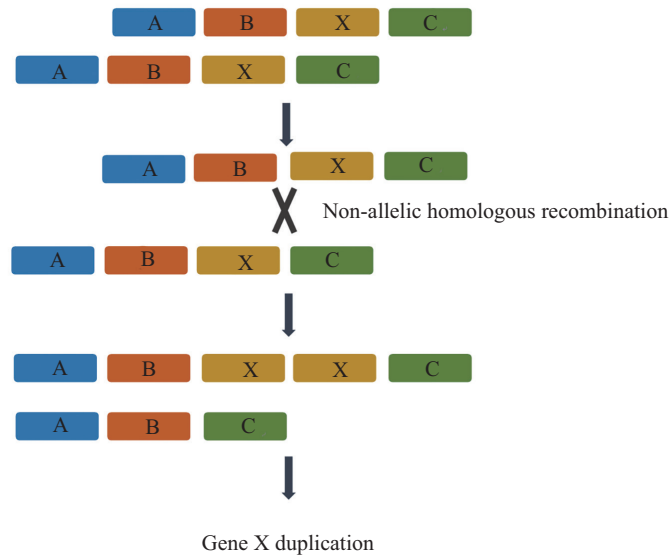 A B X C
A B X C
A B X C
Non-allelic homologous recombination
A B X C
A B X X C
A B C
Gene X duplication